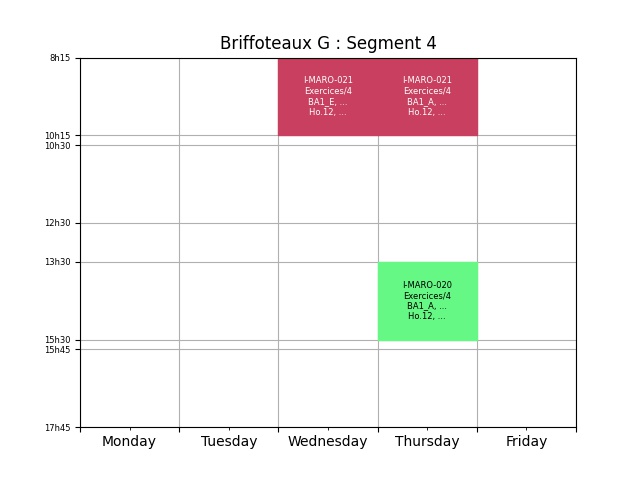 Briffoteaux G : Segment 4
8h15
I-MARO-021
Exercices/4
BA1_E, ...
Ho.12, ...
I-MARO-021
Exercices/4
BA1_A, ...
Ho.12, ...
10h15
10h30
12h30
13h30
I-MARO-020
Exercices/4
BA1_A, ...
Ho.12, ...
15h30
15h45
17h45
Monday Tuesday Wednesday Thursday Friday